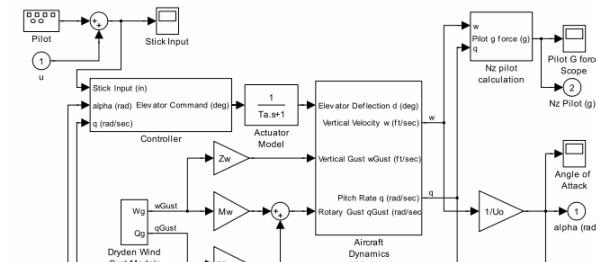 Pilot
1
u
Stick Input
Stick Input (in)
alpha (rad)
q (rad/sec)
Elevator Command (deg)
Controller
1
Ta.s+1
Actuator
Model
Zw
Mw
Wg
wGust
Qg
qGust
Dryden Wind
Elevator Deflection d (deg)
Vertical Velocity w (ft/sec)
Vertical Gust wGust (ft/sec)
Pitch Rate q (rad/sec)
Rotary Gust qGust (rad/sec
Aircraft
Dynamics
w
q
w
Pilot g force (g)
q
Nz pilot
calculation
Pilot G forc
Scope
2
Nz Pilot (g)
Angle of
Attack
1/Uo
1
alpha (rad